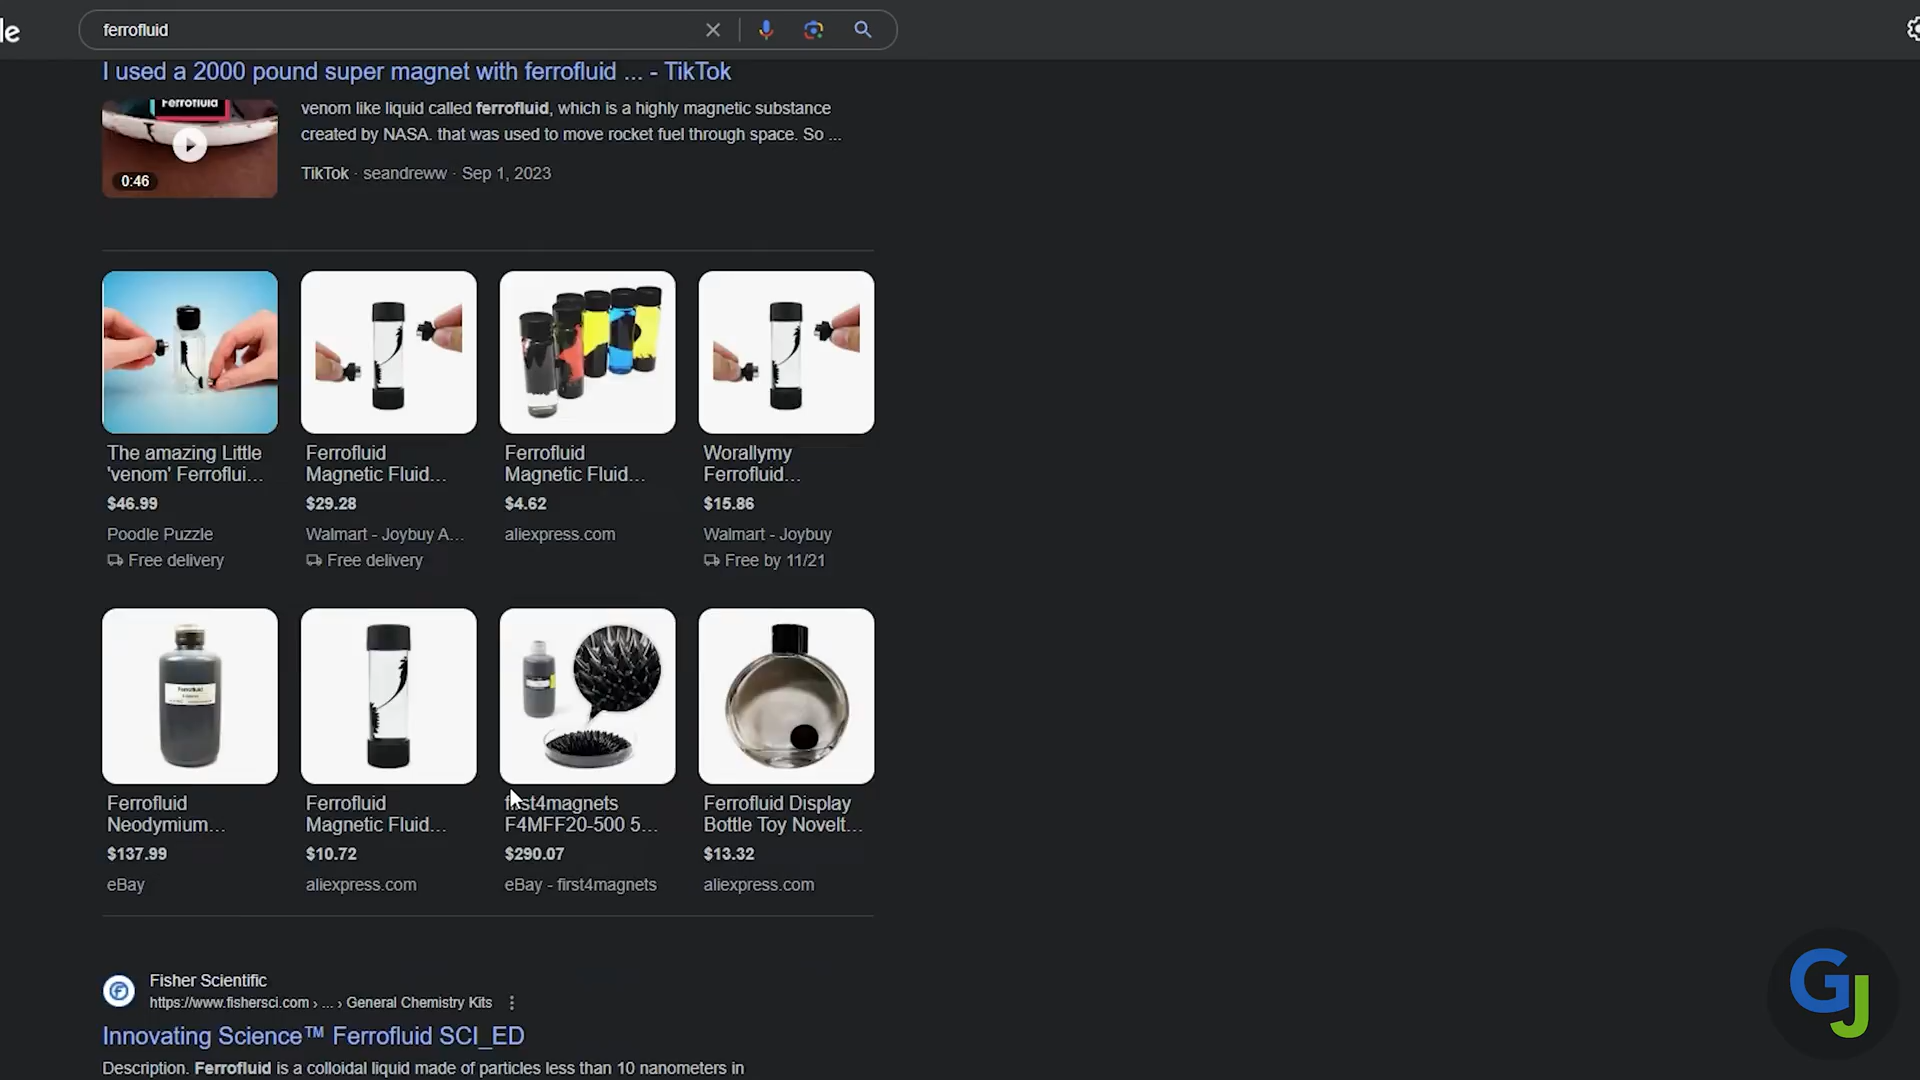 le
ferrofluid
I used a 2000 pound super magnet with ferrofluid ... - TikTok
Ferrofluid
venom like liquid called ferrofluid, which is a highly magnetic substance
created by NASA. that was used to move rocket fuel through space. So ...
0:46
TikTok · seandreww · Sep 1, 2023
The amazing Little
'venom' Ferroflui...
$46.99
Poodle Puzzle
Free delivery
Ferrofluid
Magnetic Fluid...
$29.28
Walmart - Joybuy A...
Free delivery
Ferrofluid
Magnetic Fluid...
$4.62
aliexpress.com
Worallymy
Ferrofluid...
$15.86
Walmart - Joybuy
Free by 11/21
Ferrofluid
Ferrofluid
Neodymium...
$137.99
eBay
Ferrofluid
Magnetic Fluid...
$10.72
aliexpress.com
first4magnets
F4MFF20-500 5...
$290.07
eBay - first4magnets
Ferrofluid Display
Bottle Toy Novelt...
$13.32
aliexpress.com
Fisher Scientific
https://www.fishersci.com › ... › General Chemistry Kits
Innovating Science™ Ferrofluid SCI_ED
Description. Ferrofluid is a colloidal liquid made of particles less than 10 nanometers in
GJ